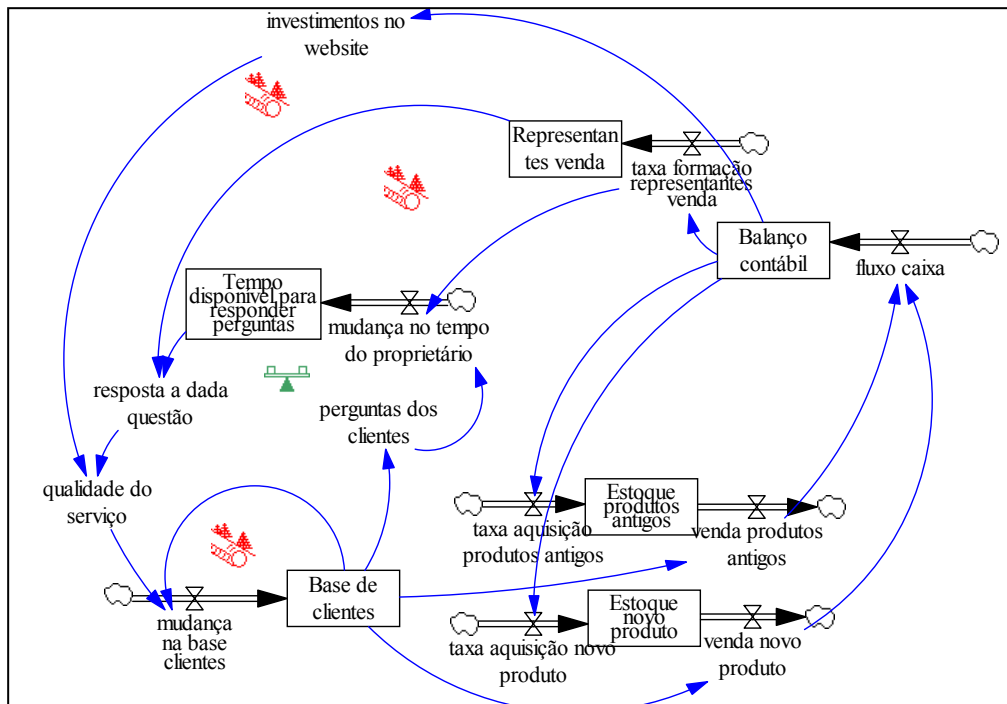 investimentos no
website
Representan
tes venda
taxa formação
representantes
venda
Balanço
contábil
fluxo caixa
Tempo
disponível para
responder
perguntas
mudança no tempo
do proprietário
resposta a dada
questão
perguntas dos
clientes
qualidade do
serviço
taxa aquisição
produtos antigos
Estoque
produtos
antigos
venda produtos
antigos
mudança
na base
clientes
Base de
clientes
taxa aquisição novo
produto
Estoque
novo
produto
venda novo
produto